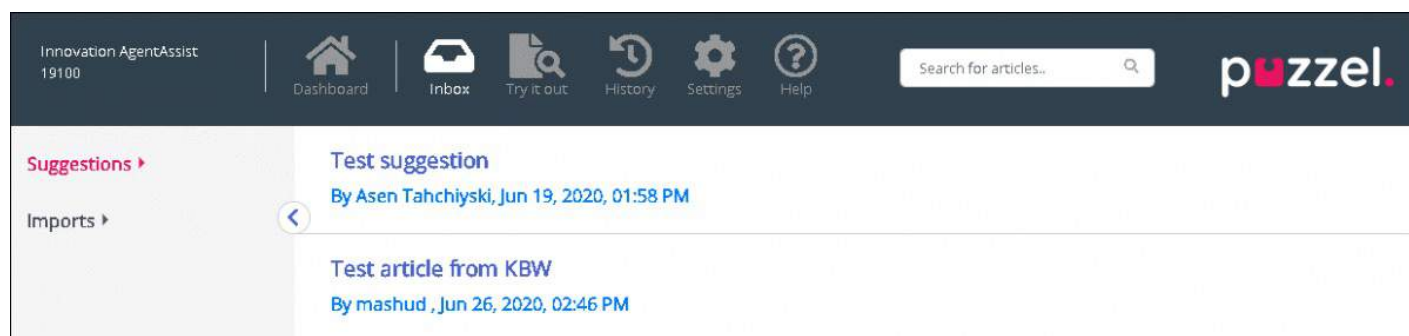 Innovation AgentAssist
19100
Dashboard
Inbox
Try it out
History
Settings
Help
Search for articles..
puzzel.
Suggestions
Imports
Test suggestion
By Asen Tahchiyski, Jun 19, 2020, 01:58 PM
Test article from KBW
By mashud , Jun 26, 2020, 02:46 PM